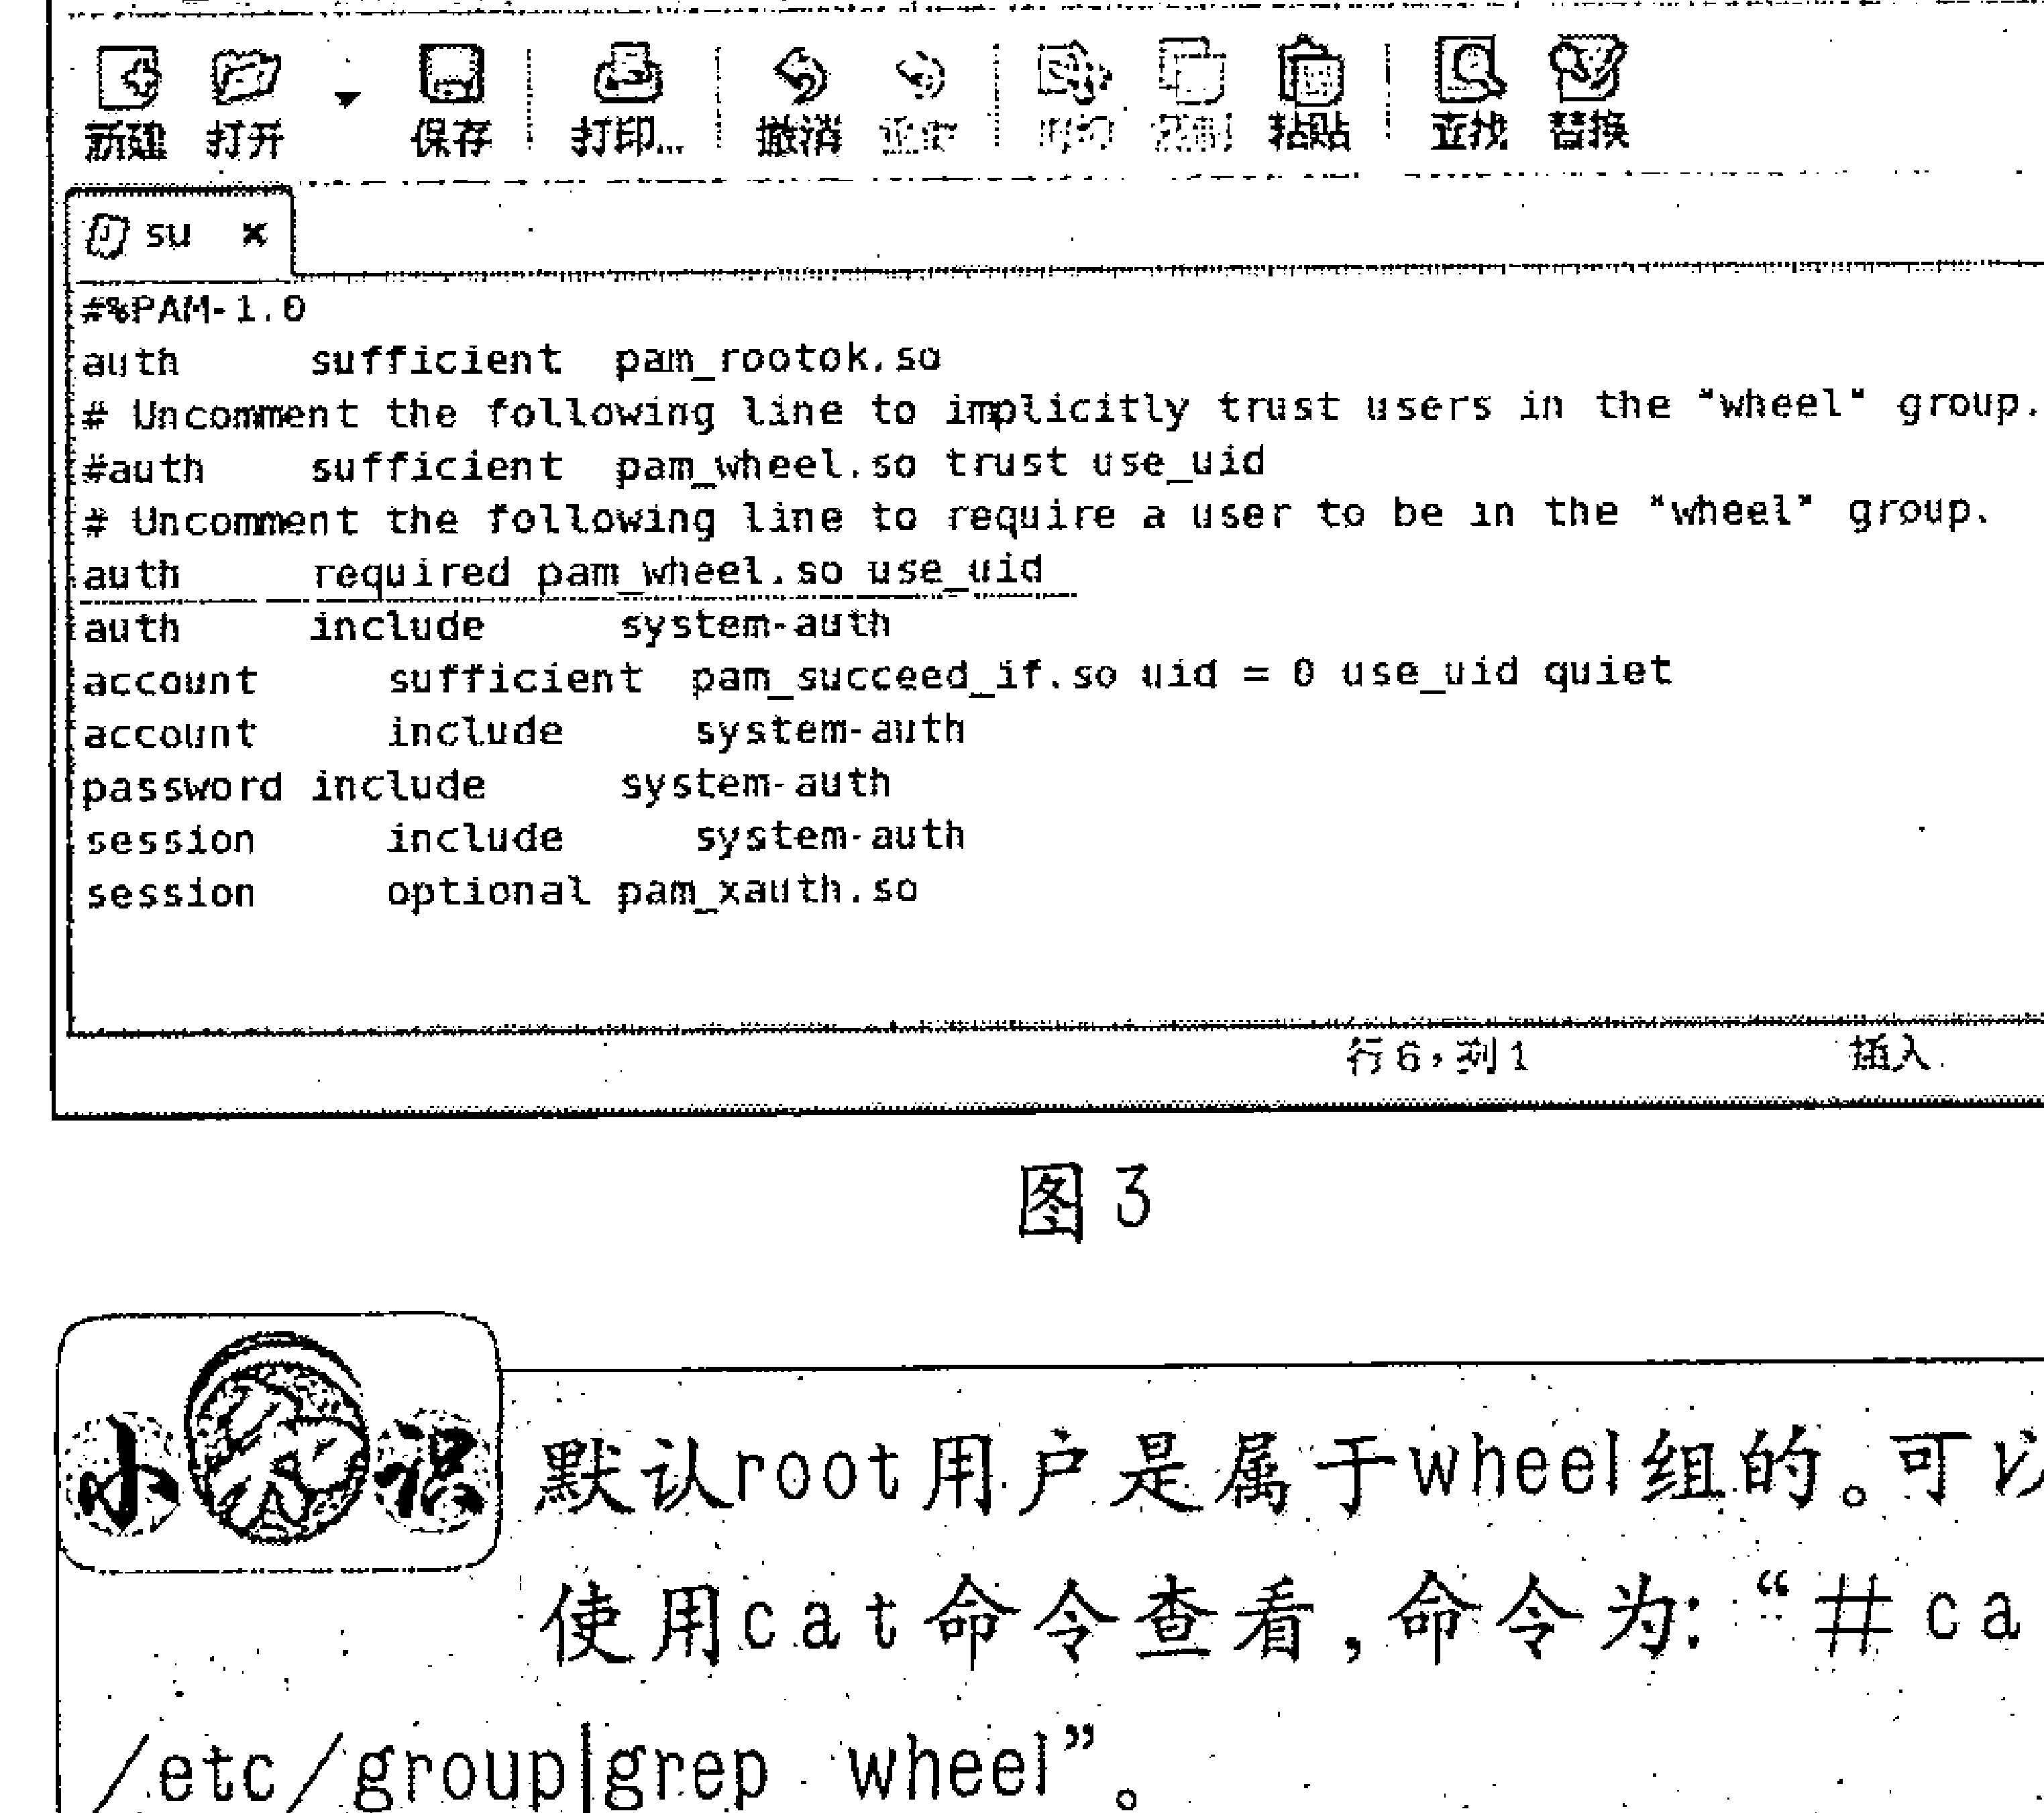 新建 打开 保存 打印... 撤消 粘贴 查找 替换
su ×
#%PAM-1.0
auth sufficient pam_rootok.so
# Uncomment the following line to implicitly trust users in the "wheel" group.
#auth sufficient pam_wheel.so trust use_uid
# Uncomment the following line to require a user to be in the "wheel" group.
auth required pam_wheel.so use_uid
auth include system-auth
account sufficient pam_succeed_if.so uid = 0 use_uid quiet
account include system-auth
password include system-auth
session include system-auth
session optional pam_xauth.so
行 6，列 1 插入
图 3
小 识
默认root用户是属于wheel组的。可以
使用cat命令查看,命令为:“# ca
/etc/group|grep wheel”。